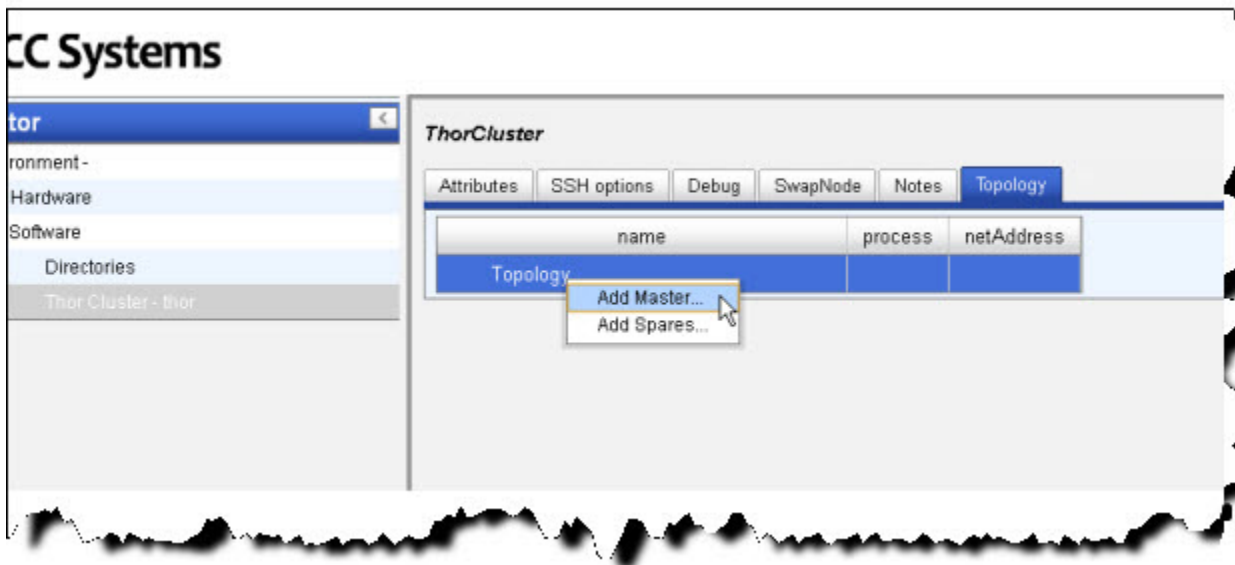 CC Systems
tor
ronment -
Hardware
Software
Directories
Thor Cluster - thor
ThorCluster
Attributes SSH options Debug SwapNode Notes Topology
name process netAddress
Topology
Add Master...
Add Spares...